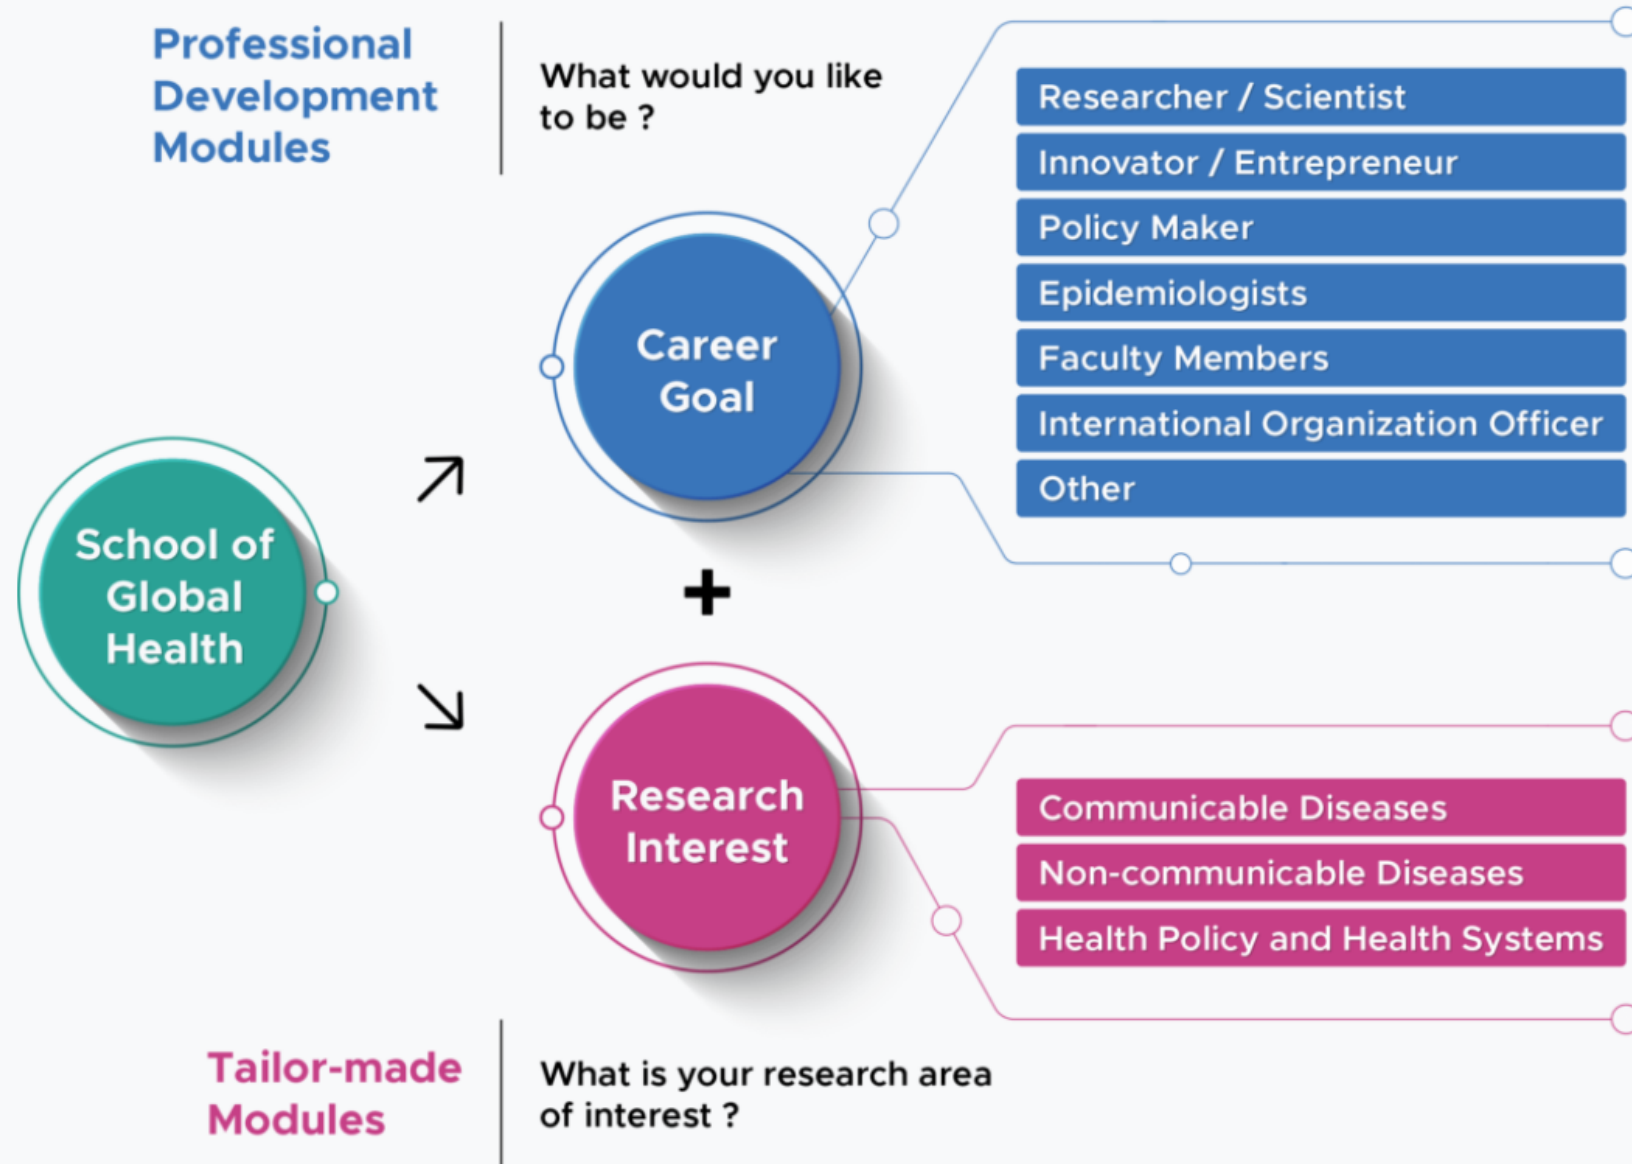 Professional
Development
Modules
What would you like
to be ?
Researcher / Scientist
Innovator / Entrepreneur
Policy Maker
Epidemiologists
Faculty Members
International Organization Officer
Other
Career
Goal
School of
Global
Health
+
Research
Interest
Communicable Diseases
Non-communicable Diseases
Health Policy and Health Systems
Tailor-made
Modules
What is your research area
of interest ?